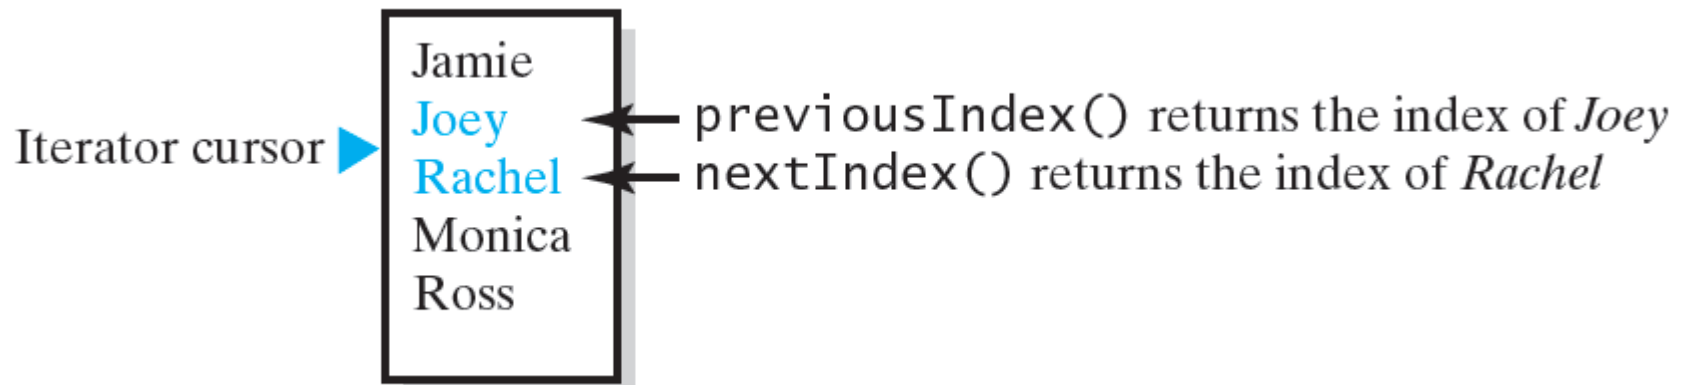 Jamie
Joey
Rachel
Monica
Ross
Iterator cursor
previousIndex() returns the index of Joey
nextIndex() returns the index of Rachel